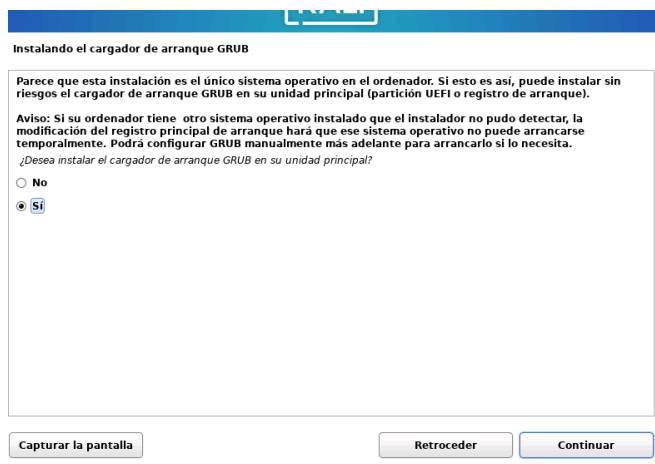 KALI
Instalando el cargador de arranque GRUB
Parece que esta instalación es el único sistema operativo en el ordenador. Si esto es así, puede instalar sin
riesgos el cargador de arranque GRUB en su unidad principal (partición UEFI o registro de arranque).
Aviso: Si su ordenador tiene  otro sistema operativo instalado que el instalador no pudo detectar, la
modificación del registro principal de arranque hará que ese sistema operativo no puede arrancarse
temporalmente. Podrá configurar GRUB manualmente más adelante para arrancarlo si lo necesita.
¿Desea instalar el cargador de arranque GRUB en su unidad principal?
No
Sí
Capturar la pantalla
Retroceder
Continuar